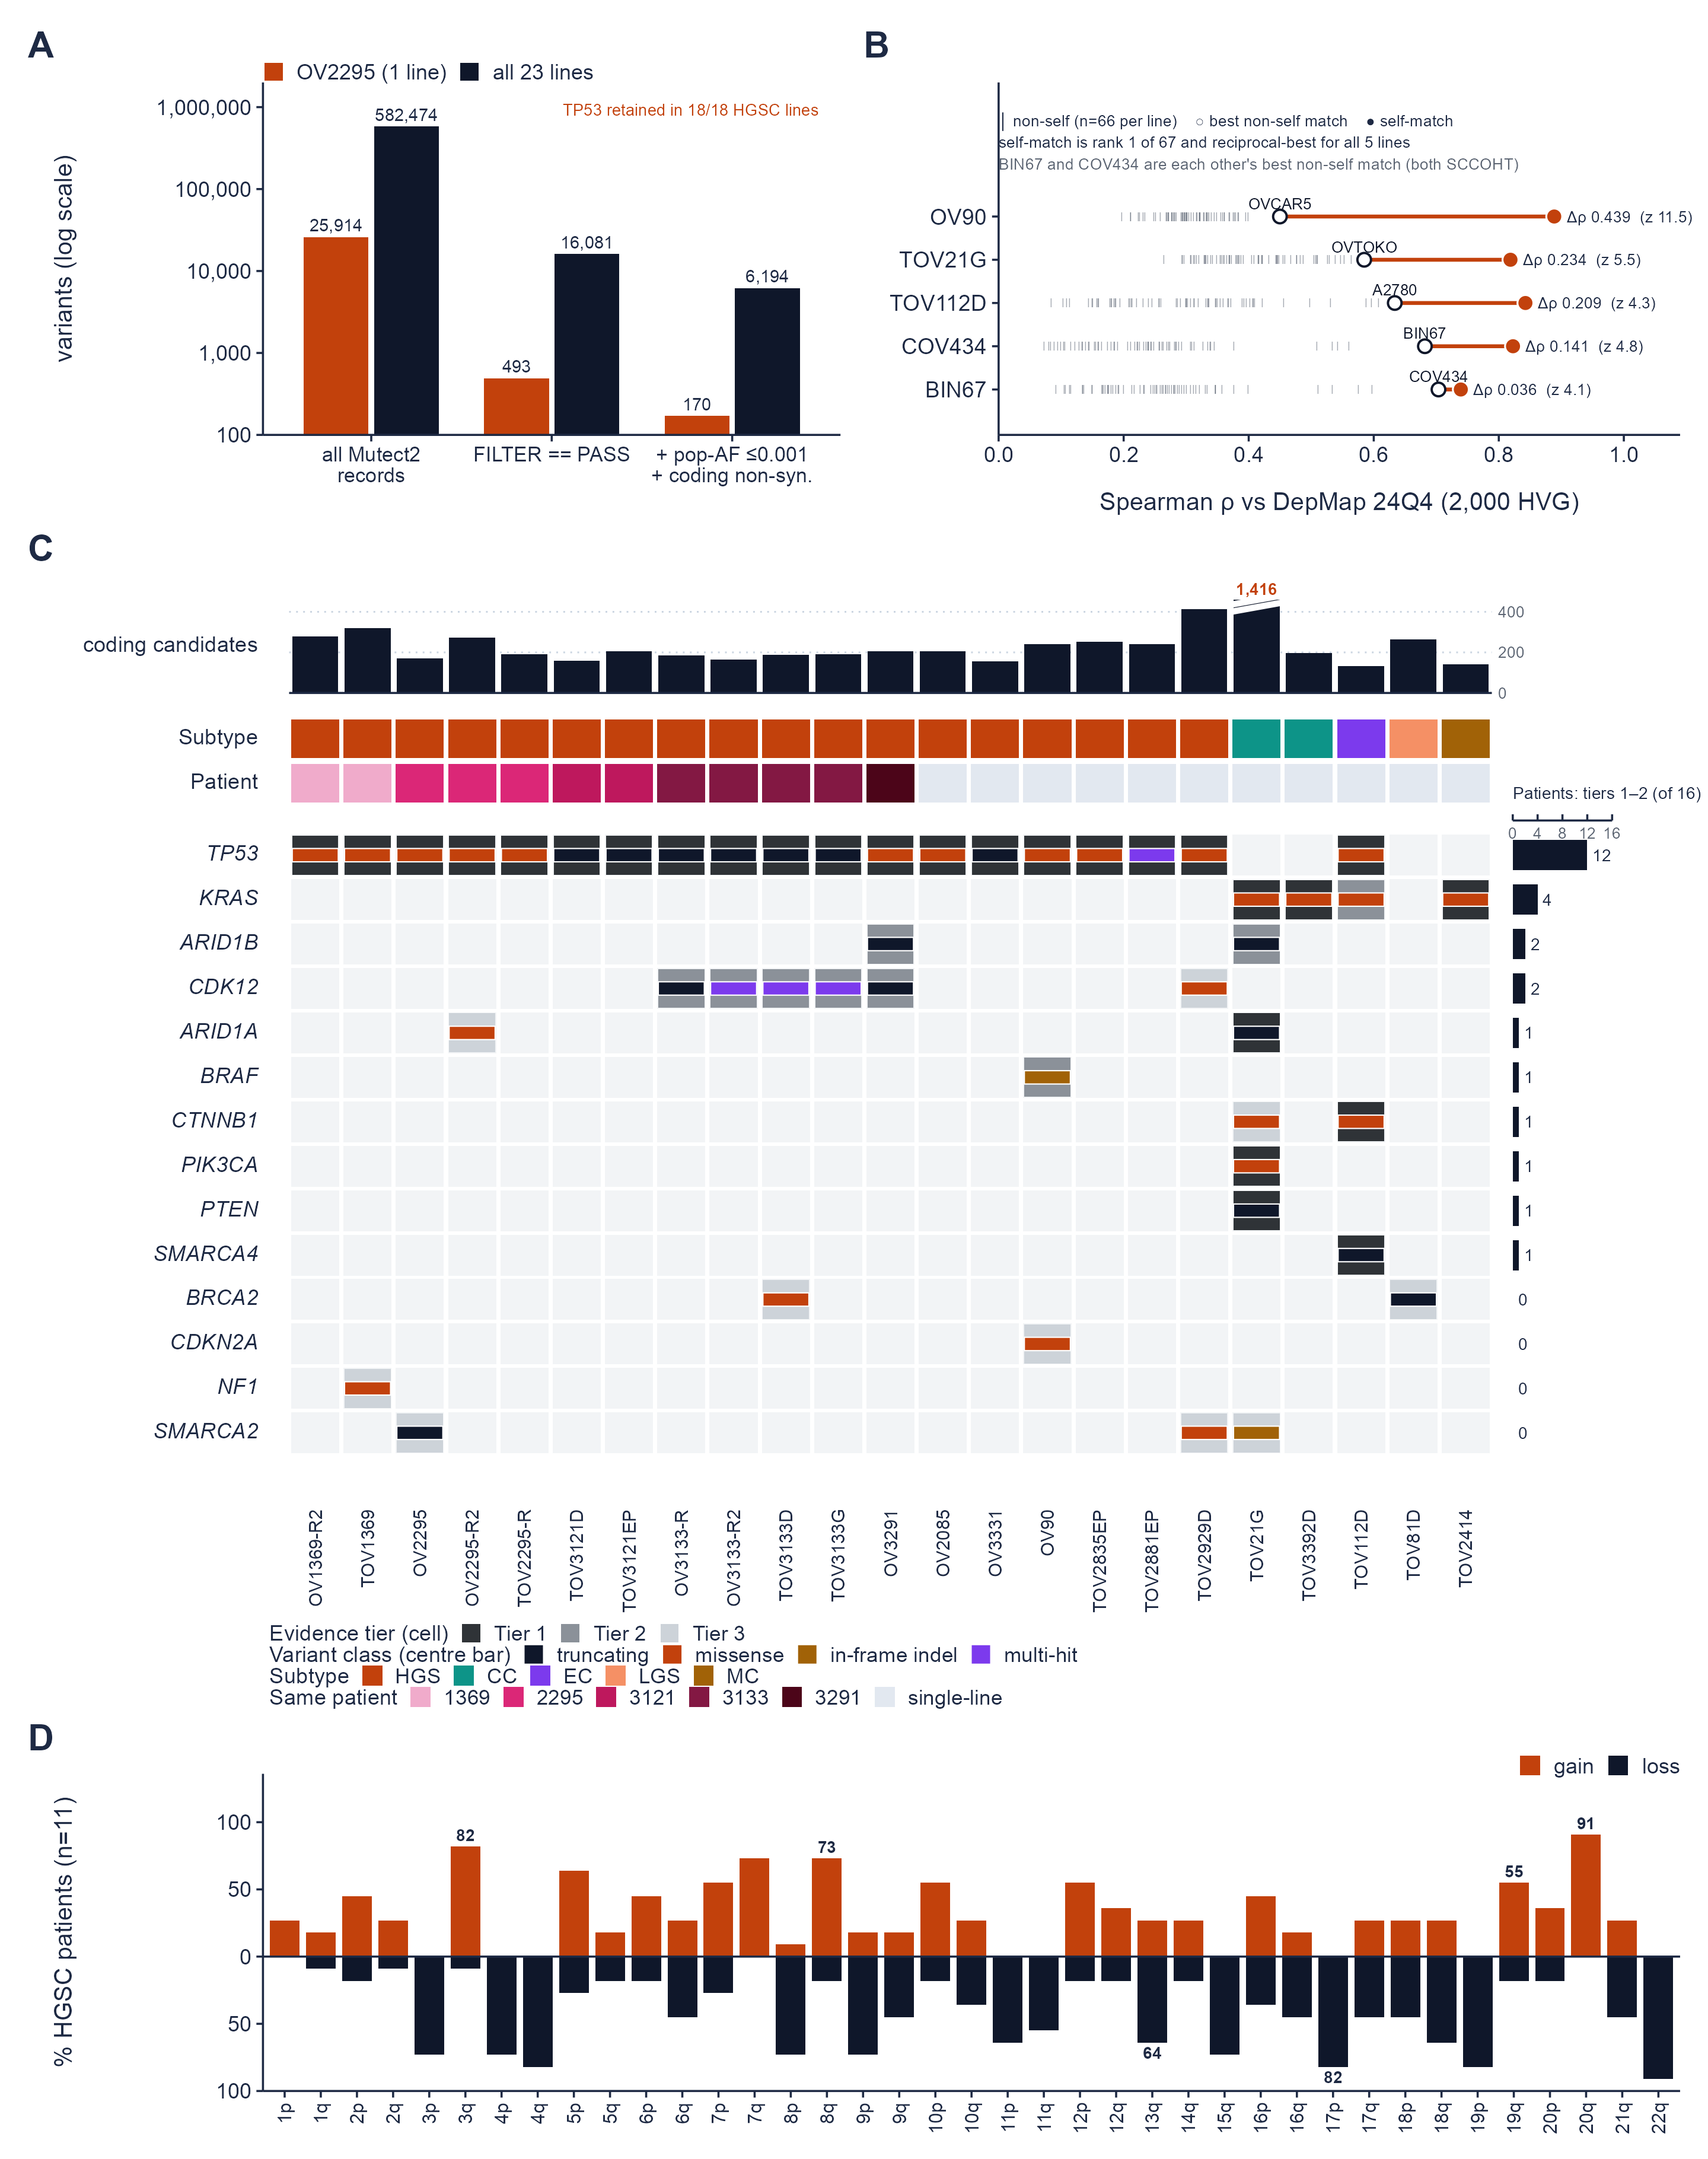 A
OV2295 (1 line) all 23 lines
TP53 retained in 18/18 HGSC lines
variants (log scale)
1,000,000
100,000
10,000
1,000
100
25,914
582,474
493
16,081
170
6,194
all Mutect2
records
FILTER == PASS
+ pop-AF ≤0.001
+ coding non-syn.
B
| non-self (n=66 per line) ○ best non-self match ● self-match
self-match is rank 1 of 67 and reciprocal-best for all 5 lines
BIN67 and COV434 are each other's best non-self match (both SCCOHT)
OV90 OVCAR5 Δρ 0.439 (z 11.5)
TOV21G OVTOKO Δρ 0.234 (z 5.5)
TOV112D A2780 Δρ 0.209 (z 4.3)
COV434 BIN67 Δρ 0.141 (z 4.8)
BIN67 COV434 Δρ 0.036 (z 4.1)
0.0 0.2 0.4 0.6 0.8 1.0
Spearman ρ vs DepMap 24Q4 (2,000 HVG)
C
1,416
coding candidates
400
200
0
Subtype
Patient
Patients: tiers 1–2 (of 16)
0 4 8 12 16
TP53 12
KRAS 4
ARID1B 2
CDK12 2
ARID1A 1
BRAF 1
CTNNB1 1
PIK3CA 1
PTEN 1
SMARCA4 1
BRCA2 0
CDKN2A 0
NF1 0
SMARCA2 0
OV1369-R2
TOV1369
OV2295
OV2295-R2
TOV2295-R
TOV3121D
TOV3121EP
OV3133-R
OV3133-R2
TOV3133D
TOV3133G
OV3291
OV2085
OV3331
OV90
TOV2835EP
TOV2881EP
TOV2929D
TOV21G
TOV3392D
TOV112D
TOV81D
TOV2414
Evidence tier (cell) Tier 1 Tier 2 Tier 3
Variant class (centre bar) truncating missense in-frame indel multi-hit
Subtype HGS CC EC LGS MC
Same patient 1369 2295 3121 3133 3291 single-line
D
gain loss
% HGSC patients (n=11)
100
50
0
50
100
82
73
55
91
64
82
1p 1q 2p 2q 3p 3q 4p 4q 5p 5q 6p 6q 7p 7q 8p 8q 9p 9q 10p 10q 11p 11q 12p 12q 13q 14q 15q 16p 16q 17p 17q 18p 18q 19p 19q 20p 20q 21q 22q